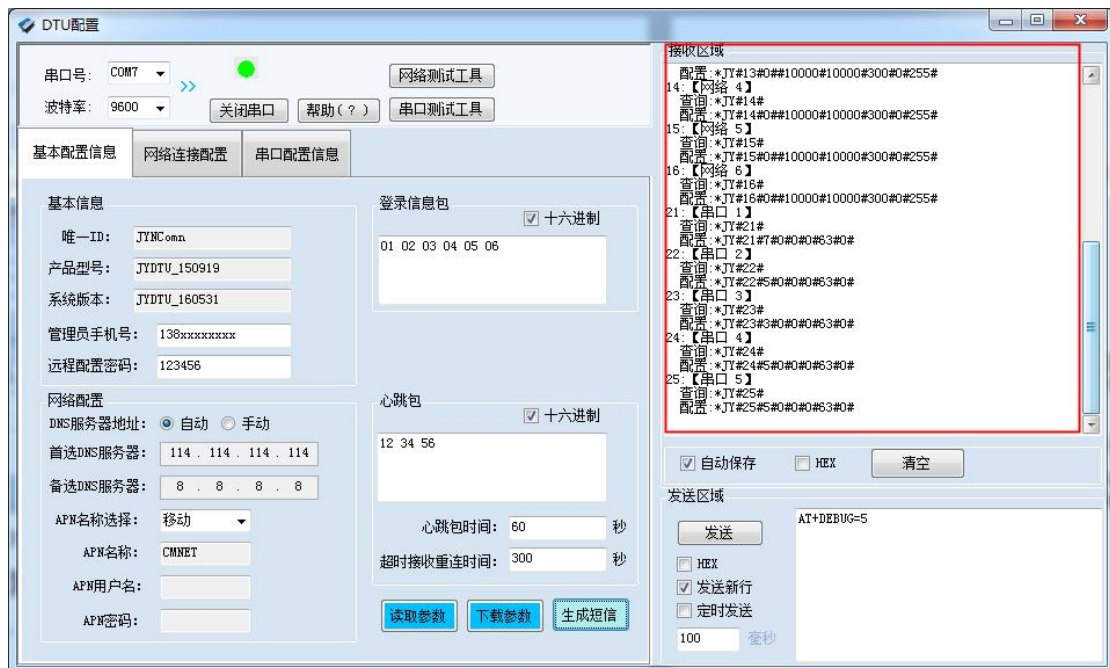 DTU配置
串口号: COM7 >> 网络测试工具
波特率: 9600 关闭串口 帮助(?) 串口测试工具
基本配置信息 网络连接配置 串口配置信息
基本信息
唯一ID: JYNComn
产品型号: JYDTU_150919
系统版本: JYDTU_160531
管理员手机号: 138xxxxxxxx
远程配置密码: 123456
登录信息包
十六进制
01 02 03 04 05 06
网络配置
DNS服务器地址: 自动 手动
首选DNS服务器: 114 . 114 . 114 . 114
备选DNS服务器: 8 . 8 . 8 . 8
APN名称选择: 移动
APN名称: CMNET
APN用户名:
APN密码:
心跳包
十六进制
12 34 56
心跳包时间: 60 秒
超时接收重连时间: 300 秒
读取参数 下载参数 生成短信
接收区域
配置:*JY#13#0##10000#10000#300#0#255#
14:【网络 4】
查询:*JY#14#
配置:*JY#14#0##10000#10000#300#0#255#
15:【网络 5】
查询:*JY#15#
配置:*JY#15#0##10000#10000#300#0#255#
16:【网络 6】
查询:*JY#16#
配置:*JY#16#0##10000#10000#300#0#255#
21:【串口 1】
查询:*JY#21#
配置:*JY#21#7#0#0#0#63#0#
22:【串口 2】
查询:*JY#22#
配置:*JY#22#5#0#0#0#63#0#
23:【串口 3】
查询:*JY#23#
配置:*JY#23#3#0#0#0#63#0#
24:【串口 4】
查询:*JY#24#
配置:*JY#24#5#0#0#0#63#0#
25:【串口 5】
查询:*JY#25#
配置:*JY#25#5#0#0#0#63#0#
自动保存 HEX 清空
发送区域
发送
HEX
发送新行
定时发送
100 毫秒
AT+DEBUG=5